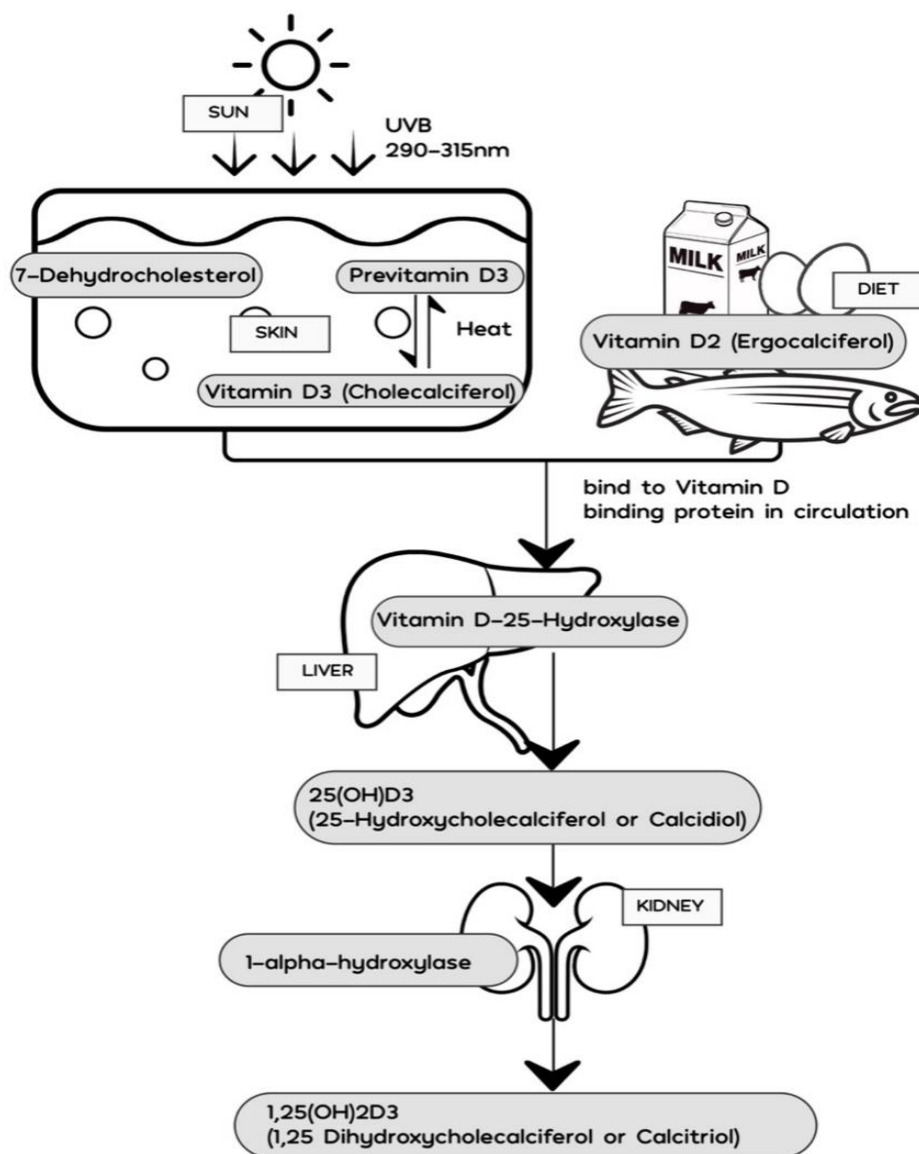 SUN
UVB
290-315nm
7-Dehydrocholesterol
Previtamin D3
SKIN
Heat
Vitamin D3 (Cholecalciferol)
MILK
MILK
DIET
Vitamin D2 (Ergocalciferol)
bind to Vitamin D
binding protein in circulation
Vitamin D-25-Hydroxylase
LIVER
25(OH)D3
(25-Hydroxycholecalciferol or Calcidiol)
KIDNEY
1-alpha-hydroxylase
1,25(OH)2D3
(1,25 Dihydroxycholecalciferol or Calcitriol)